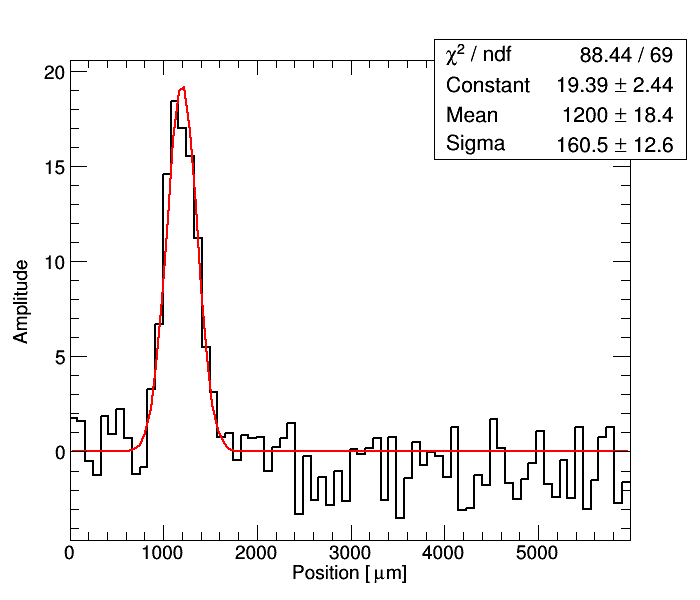 χ² / ndf 88.44 / 69
Constant 19.39 ± 2.44
Mean 1200 ± 18.4
Sigma 160.5 ± 12.6
20
15
10
5
0
Amplitude
0 1000 2000 3000 4000 5000
Position [ μm]